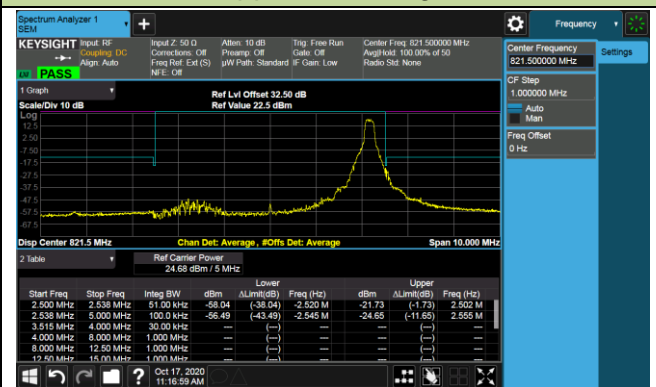 Spectrum Analyzer 1
SEM
+
Frequency
KEYSIGHT
Input: RF
Coupling: DC
Align: Auto
Input Z: 50 Ω
Corrections: Off
Freq Ref: Ext (S)
NFE: Off
Atten: 10 dB
Preamp: Off
µW Path: Standard
Trig: Free Run
Gate: Off
IF Gain: Low
Center Freq: 821.500000 MHz
Avg|Hold: 100.00% of 50
Radio Std: None
PASS
Center Frequency
821.500000 MHz
Settings
CF Step
1.000000 MHz
Auto
Man
Freq Offset
0 Hz
1 Graph
Scale/Div 10 dB
Ref Lvl Offset 32.50 dB
Ref Value 22.5 dBm
Log
12.5
2.50
-7.50
-17.5
-27.5
-37.5
-47.5
-57.5
-67.5
Disp Center 821.5 MHz
Chan Det: Average , #Offs Det: Average
Span 10.000 MHz
2 Table
Ref Carrier Power
24.68 dBm / 5 MHz
Lower Upper
Start Freq Stop Freq Integ BW dBm ΔLimit(dB) Freq (Hz) dBm ΔLimit(dB) Freq (Hz)
2.500 MHz 2.538 MHz 51.00 kHz -58.04 (-38.04) -2.520 M -21.73 (-1.73) 2.502 M
2.538 MHz 5.000 MHz 100.0 kHz -56.49 (-43.49) -2.545 M -24.65 (-11.65) 2.555 M
3.515 MHz 4.000 MHz 30.00 kHz --- (---) --- --- (---) ---
4.000 MHz 8.000 MHz 1.000 MHz --- (---) --- --- (---) ---
8.000 MHz 12.50 MHz 1.000 MHz --- (---) --- --- (---) ---
12.50 MHz 15.00 MHz 1.000 MHz --- (---) --- --- (---) ---
?
Oct 17, 2020
11:16:59 AM